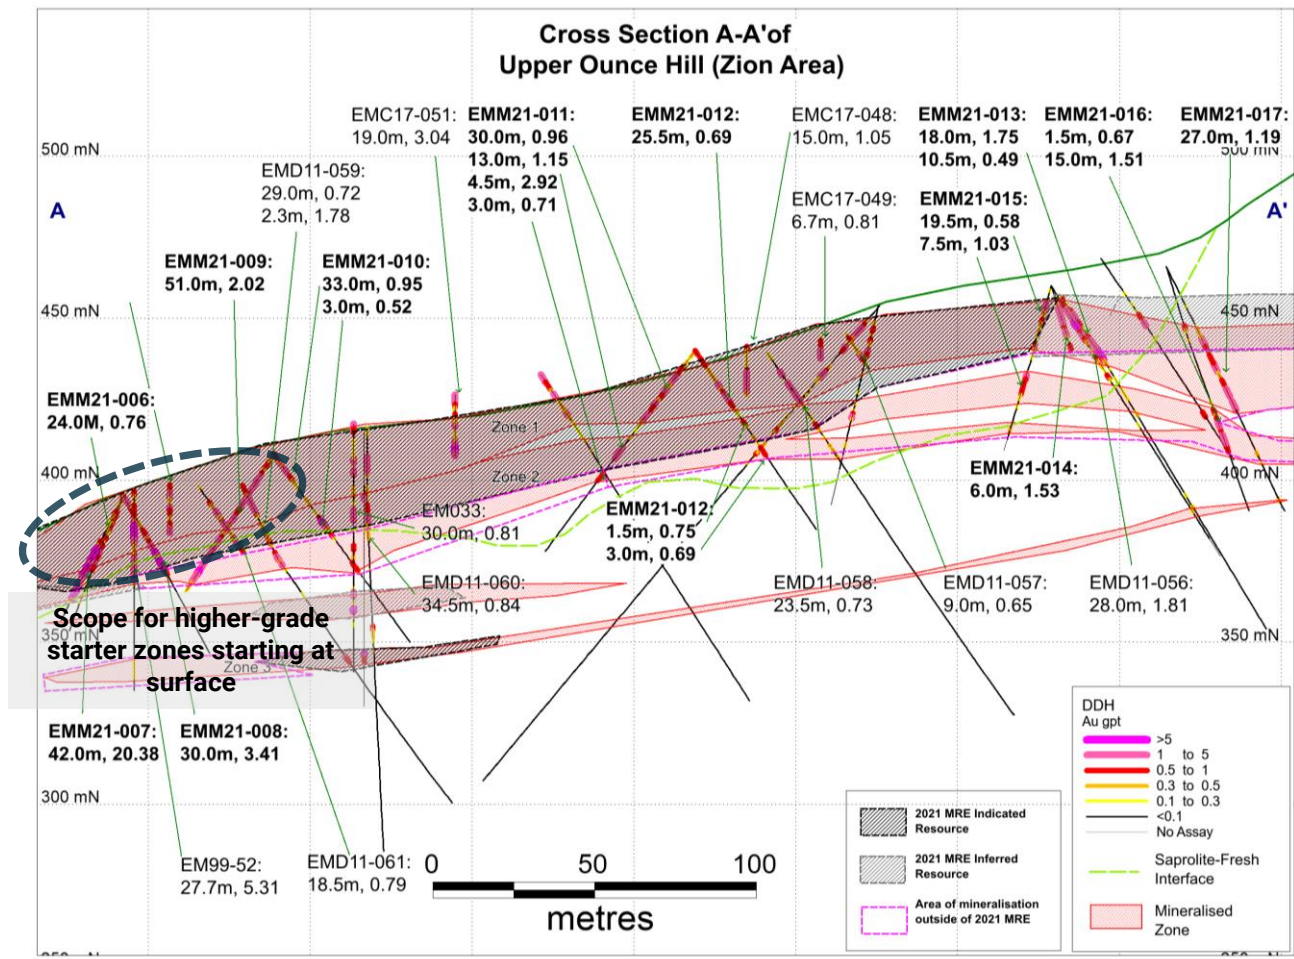 Cross Section A-A'of
Upper Ounce Hill (Zion Area)
EMC17-051:
19.0m, 3.04
EMM21-011:
30.0m, 0.96
13.0m, 1.15
4.5m, 2.92
3.0m, 0.71
EMM21-012:
25.5m, 0.69
EMC17-048:
15.0m, 1.05
EMM21-013:
18.0m, 1.75
10.5m, 0.49
EMM21-016:
1.5m, 0.67
15.0m, 1.51
EMM21-017:
27.0m, 1.19
500 mN
500 mN
EMD11-059:
29.0m, 0.72
2.3m, 1.78
EMC17-049:
6.7m, 0.81
EMM21-015:
19.5m, 0.58
7.5m, 1.03
A
A'
EMM21-009:
51.0m, 2.02
EMM21-010:
33.0m, 0.95
3.0m, 0.52
450 mN
450 mN
EMM21-006:
24.0M, 0.76
Zone 1
Zone 2
400 mN
400 mN
EMM21-014:
6.0m, 1.53
EM033:
30.0m, 0.81
EMM21-012:
1.5m, 0.75
3.0m, 0.69
EMD11-060:
34.5m, 0.84
EMD11-058:
23.5m, 0.73
EMD11-057:
9.0m, 0.65
EMD11-056:
28.0m, 1.81
Scope for higher-grade
starter zones starting at
surface
350 mN
350 mN
Zone 3
EMM21-007:
42.0m, 20.38
EMM21-008:
30.0m, 3.41
300 mN
EM99-52:
27.7m, 5.31
EMD11-061:
18.5m, 0.79
0 50 100
metres
2021 MRE Indicated
Resource
2021 MRE Inferred
Resource
Area of mineralisation
outside of 2021 MRE
DDH
Au gpt
>5
1 to 5
0.5 to 1
0.3 to 0.5
0.1 to 0.3
<0.1
No Assay
Saprolite-Fresh
Interface
Mineralised
Zone